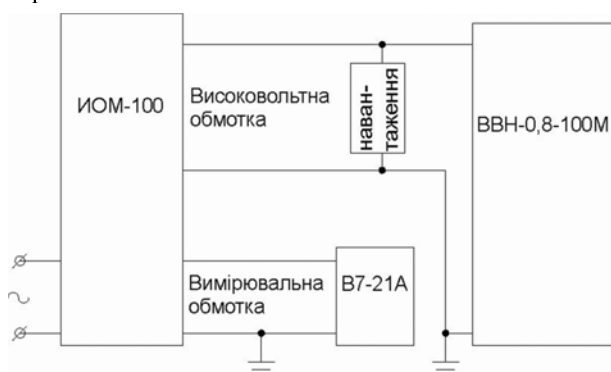 ИОМ-100
Високовольтна
обмотка
наван-
таження
ВВН-0,8-100М
Вимірювальна
обмотка
В7-21А